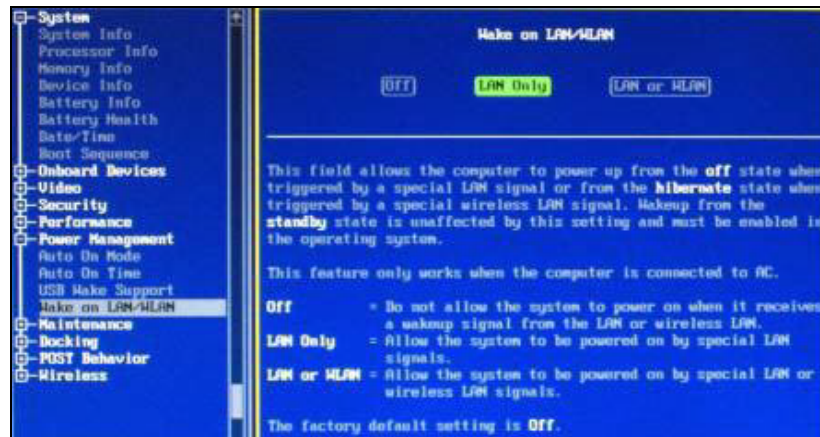 System
System Info
Processor Info
Memory Info
Device Info
Battery Info
Battery Health
Date/Time
Boot Sequence
Onboard Devices
Video
Security
Performance
Power Management
Auto On Mode
Auto On Time
USB Wake Support
Wake on LAN/WLAN
Maintenance
Docking
POST Behavior
Wireless
Wake on LAN/WLAN
Off LAN Only LAN or WLAN
This field allows the computer to power up from the off state when
triggered by a special LAN signal or from the hibernate state when
triggered by a special wireless LAN signal. Wakeup from the
standby state is unaffected by this setting and must be enabled in
the operating system.
This feature only works when the computer is connected to AC.
Off = Do not allow the system to power on when it receives
a wakeup signal from the LAN or wireless LAN.
LAN Only = Allow the system to be powered on by special LAN
signals.
LAN or WLAN = Allow the system to be powered on by special LAN or
wireless LAN signals.
The factory default setting is Off.